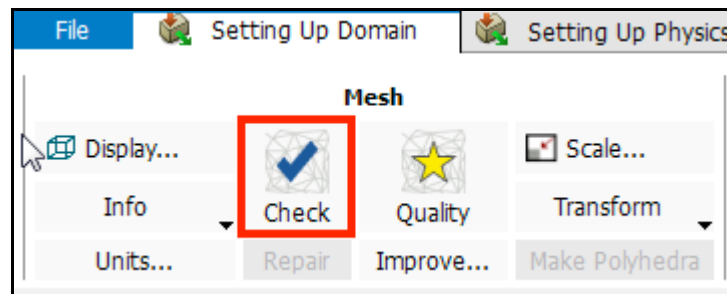 File Setting Up Domain Setting Up Physics
Mesh
Display... Scale...
Info Check Quality Transform
Units... Repair Improve... Make Polyhedra